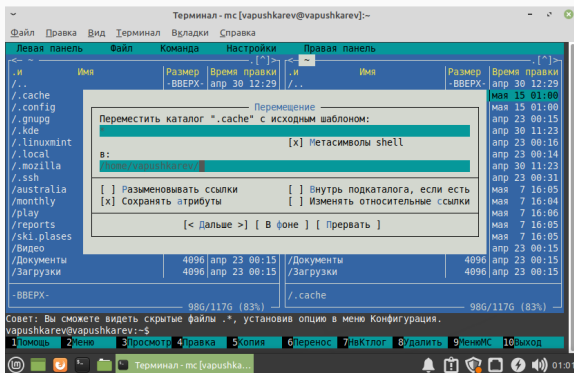 Терминал - mc [vapushkarev@vapushkarev]:~
Файл Правка Вид Терминал Вкладки Справка
Левая панель Файл Команда Настройки Правая панель
<- ~ .[^]> <- ~ .[^]>
.и Имя Размер Время правки .и Имя Размер Время правки
/.. -ВВЕРХ- апр 30 12:29 /.. -ВВЕРХ- апр 30 12:29
/.cache мая 15 01:00
/.config Перемещение мая 15 01:00
/.gnupg Переместить каталог ".cache" с исходным шаблоном: апр 23 00:15
/.kde * апр 30 11:23
/.linuxmint [x] Метасимволы shell апр 23 00:16
/.local в: апр 23 00:14
/.mozilla /home/vapushkarev/ апр 30 11:23
/.ssh апр 23 00:31
/australia [ ] Разыменовывать ссылки [ ] Внутрь подкаталога, если есть мая 7 16:05
/monthly [x] Сохранять атрибуты [ ] Изменять относительные ссылки мая 7 16:04
/play мая 7 16:06
/reports [< Дальше >] [ В фоне ] [ Прервать ] мая 7 16:05
/ski.plases мая 7 16:05
/Видео апр 23 00:15
/Документы 4096 апр 23 00:15 /Документы 4096 апр 23 00:15
/Загрузки 4096 апр 23 00:15 /Загрузки 4096 апр 23 00:15
-ВВЕРХ- /.cache
98G/117G (83%) 98G/117G (83%)
Совет: Вы сможете видеть скрытые файлы .*, установив опцию в меню Конфигурация.
vapushkarev@vapushkarev:~$
1Помощь 2Меню 3Просмотр 4Правка 5Копия 6Перенос 7НвКтлог 8Удалить 9МенюМС 10Выход
Терминал - mc [vapushka... 01:01